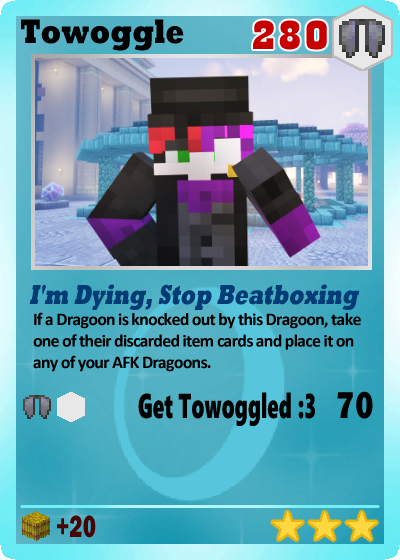 Towoggle 280
I'm Dying, Stop Beatboxing
If a Dragoon is knocked out by this Dragoon, take
one of their discarded item cards and place it on
any of your AFK Dragoons.
Get Towoggled :3 70
+20